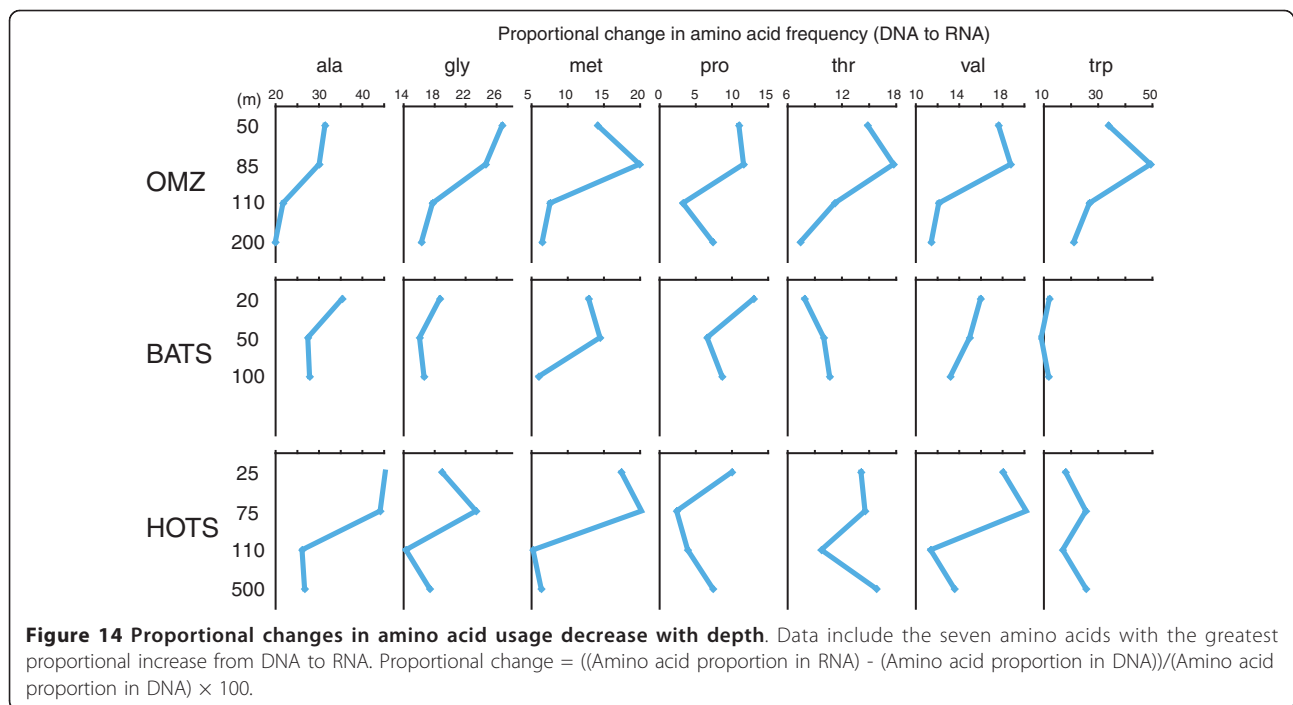 Proportional change in amino acid frequency (DNA to RNA)
ala gly met pro thr val trp
(m) 20 30 40 14 18 22 26 5 10 15 20 0 5 10 15 6 12 18 10 14 18 10 30 50
50
85
OMZ
110
200
20
50
BATS
100
25
75
HOTS
110
500
Figure 14 Proportional changes in amino acid usage decrease with depth. Data include the seven amino acids with the greatest
proportional increase from DNA to RNA. Proportional change = ((Amino acid proportion in RNA) - (Amino acid proportion in DNA))/(Amino acid
proportion in DNA) × 100.